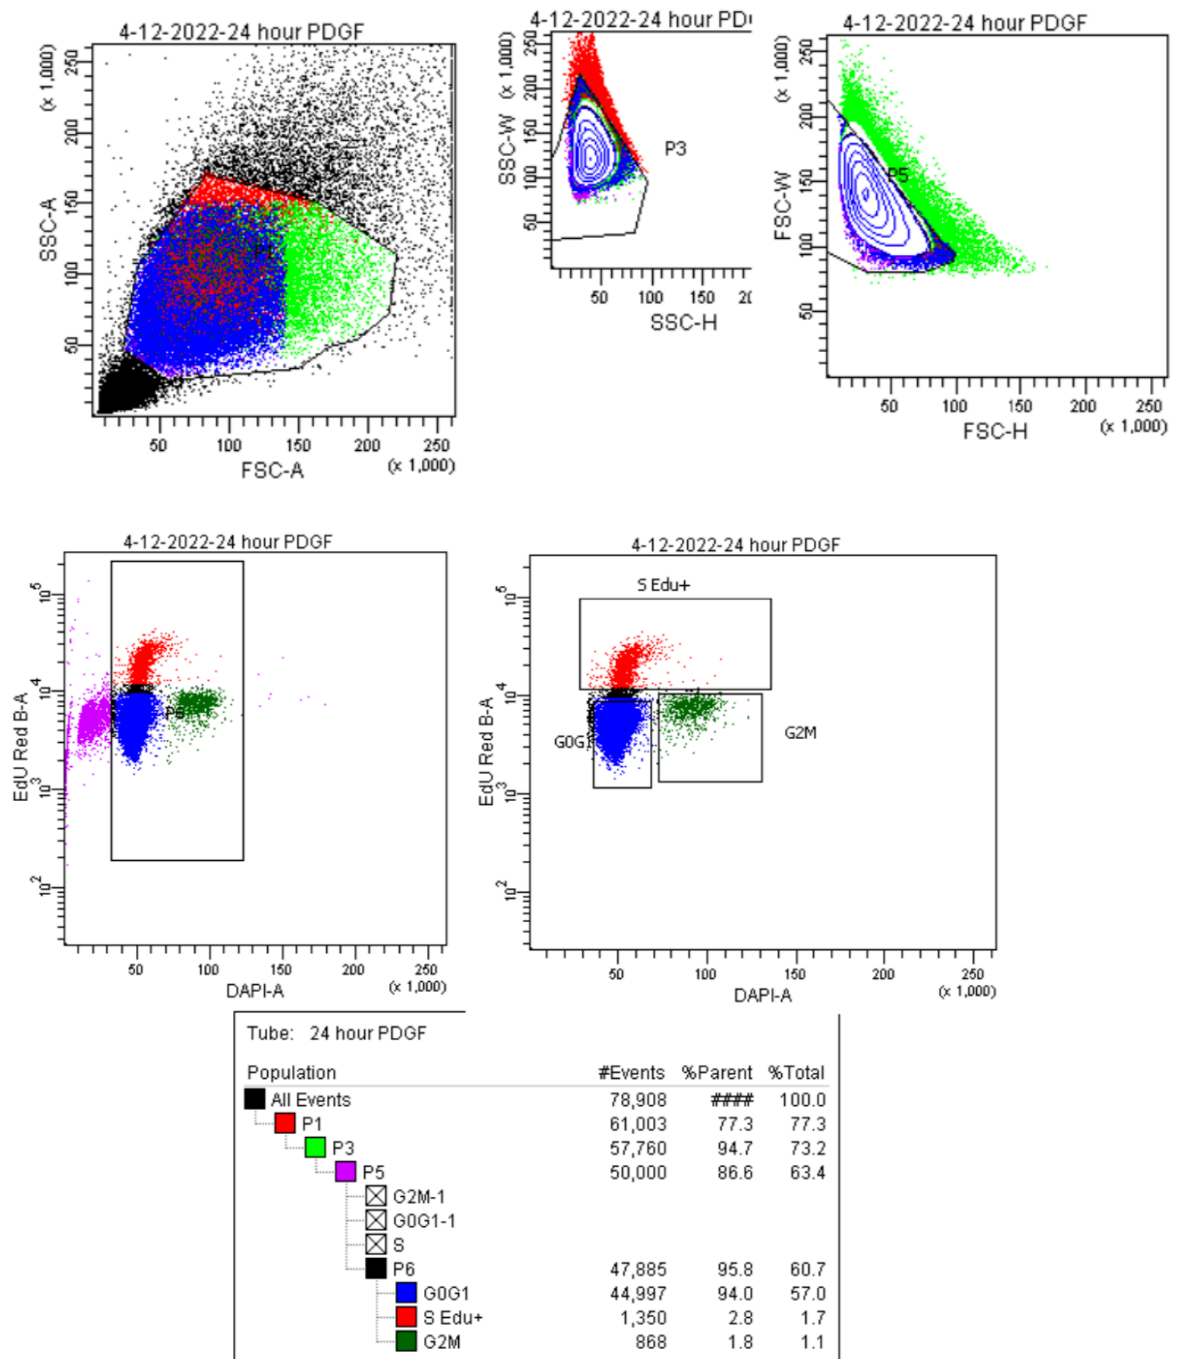 4-12-2022-24 hour PDGF
SSC-A
(x 1,000)
250
200
150
100
50
P1
50 100 150 200 250
FSC-A
(x 1,000)
4-12-2022-24 hour PD
SSC-W
(x 1,000)
250
200
150
100
50
P3
50 100 150 20
SSC-H
4-12-2022-24 hour PDGF
FSC-W
(x 1,000)
250
200
150
100
50
P5
50 100 150 200 250
FSC-H
(x 1,000)
4-12-2022-24 hour PDGF
EdU Red B-A
10^5
10^4
10^3
10^2
P6
50 100 150 200 250
DAPI-A
(x 1,000)
4-12-2022-24 hour PDGF
EdU Red B-A
10^5
10^4
10^3
10^2
S Edu+
G0G1
G2M
50 100 150 200 250
DAPI-A
(x 1,000)
Tube: 24 hour PDGF
Population #Events %Parent %Total
All Events 78,908 #### 100.0
P1 61,003 77.3 77.3
P3 57,760 94.7 73.2
P5 50,000 86.6 63.4
G2M-1
G0G1-1
S
P6 47,885 95.8 60.7
G0G1 44,997 94.0 57.0
S Edu+ 1,350 2.8 1.7
G2M 868 1.8 1.1